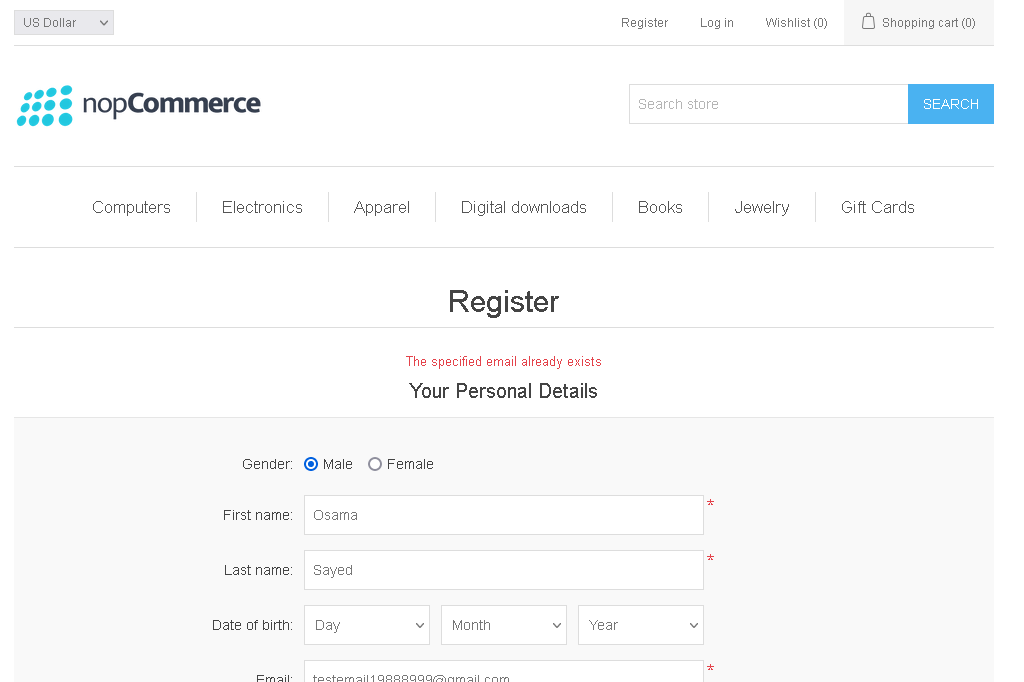 US Dollar Register Log in Wishlist (0) Shopping cart (0)
nopCommerce Search store SEARCH
Computers Electronics Apparel Digital downloads Books Jewelry Gift Cards
Register
The specified email already exists
Your Personal Details
Gender: Male Female
First name: Osama *
Last name: Sayed *
Date of birth: Day Month Year
Email: testemail19888999@gmail.com *